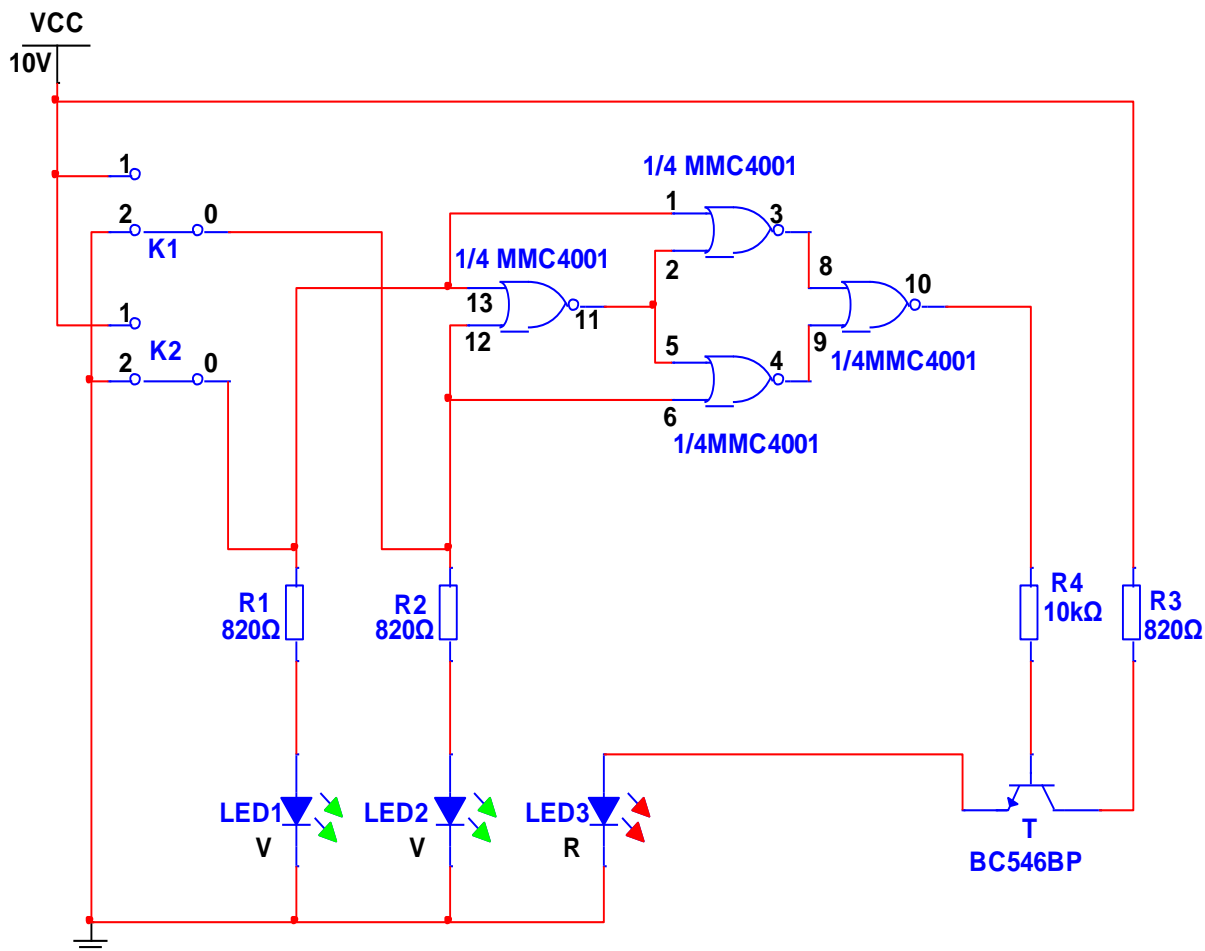 VCC
10V
1
2 0
K1
1
K2
2 0
1/4 MMC4001
1 3
2
1/4 MMC4001
13
12
11
8 10
9
1/4MMC4001
5 4
6
1/4MMC4001
R1
820Ω
R2
820Ω
R4
10kΩ
R3
820Ω
LED1
V
LED2
V
LED3
R
T
BC546BP